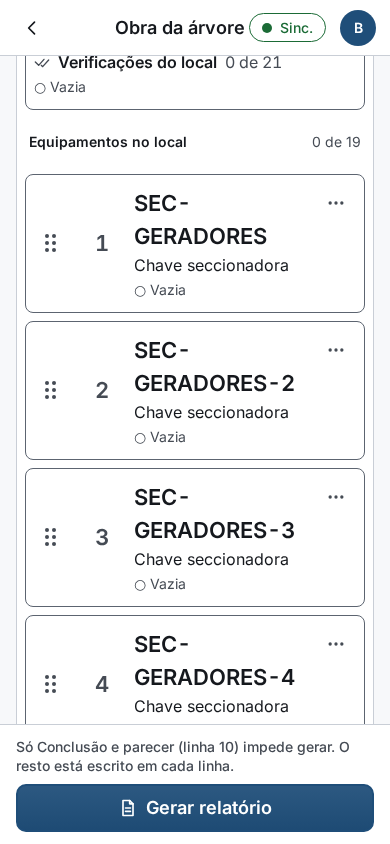 Obra da árvore
Sinc.
B
Verificações do local 0 de 21
Vazia
Equipamentos no local 0 de 19
1
SEC-
GERADORES
Chave seccionadora
Vazia
2
SEC-
GERADORES-2
Chave seccionadora
Vazia
3
SEC-
GERADORES-3
Chave seccionadora
Vazia
4
SEC-
GERADORES-4
Chave seccionadora
Só Conclusão e parecer (linha 10) impede gerar. O
resto está escrito em cada linha.
Gerar relatório